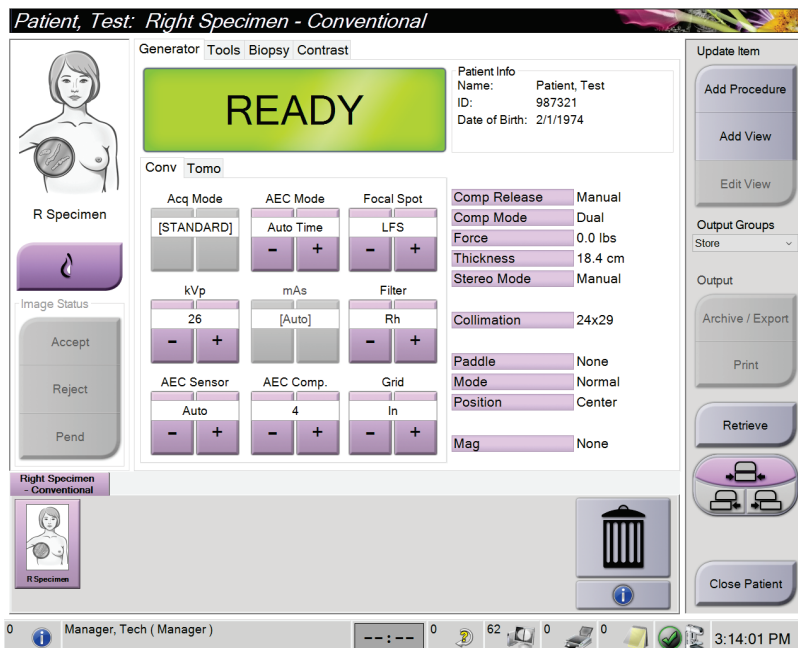 Patient, Test: Right Specimen - Conventional
Generator Tools Biopsy Contrast
READY
Patient Info
Name: Patient, Test
ID: 987321
Date of Birth: 2/1/1974
R Specimen
Image Status
Accept
Reject
Pend
Conv Tomo
Acq Mode AEC Mode Focal Spot
[STANDARD] Auto Time LFS
- + - +
kVp mAs Filter
26 [Auto] Rh
- + - +
AEC Sensor AEC Comp. Grid
Auto 4 In
- + - + - +
Comp Release Manual
Comp Mode Dual
Force 0.0 lbs
Thickness 18.4 cm
Stereo Mode Manual
Collimation 24x29
Paddle None
Mode Normal
Position Center
Mag None
Update Item
Add Procedure
Add View
Edit View
Output Groups
Store
Output
Archive / Export
Print
Retrieve
Close Patient
Right Specimen
- Conventional
R Specimen
0 Manager, Tech ( Manager ) --:-- 0 62 0 0 3:14:01 PM